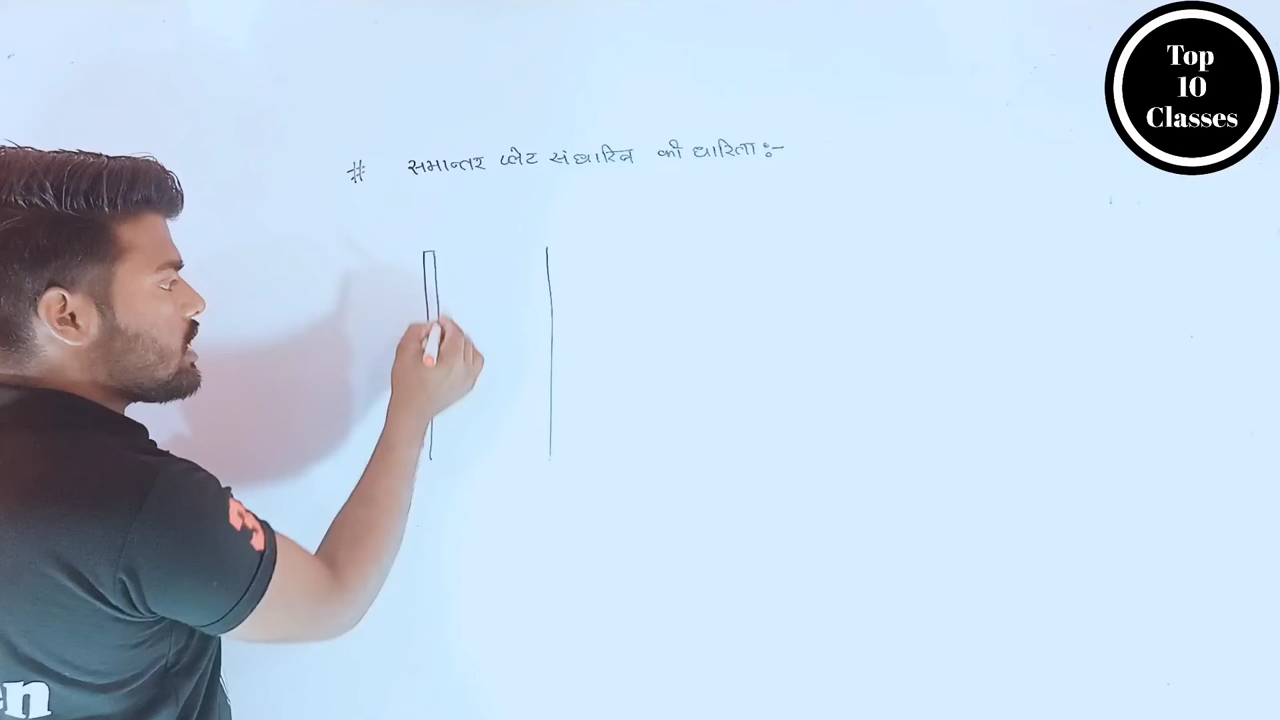 # समान्तर प्लेट संधारित्र की धारिता :-
Top
10
Classes